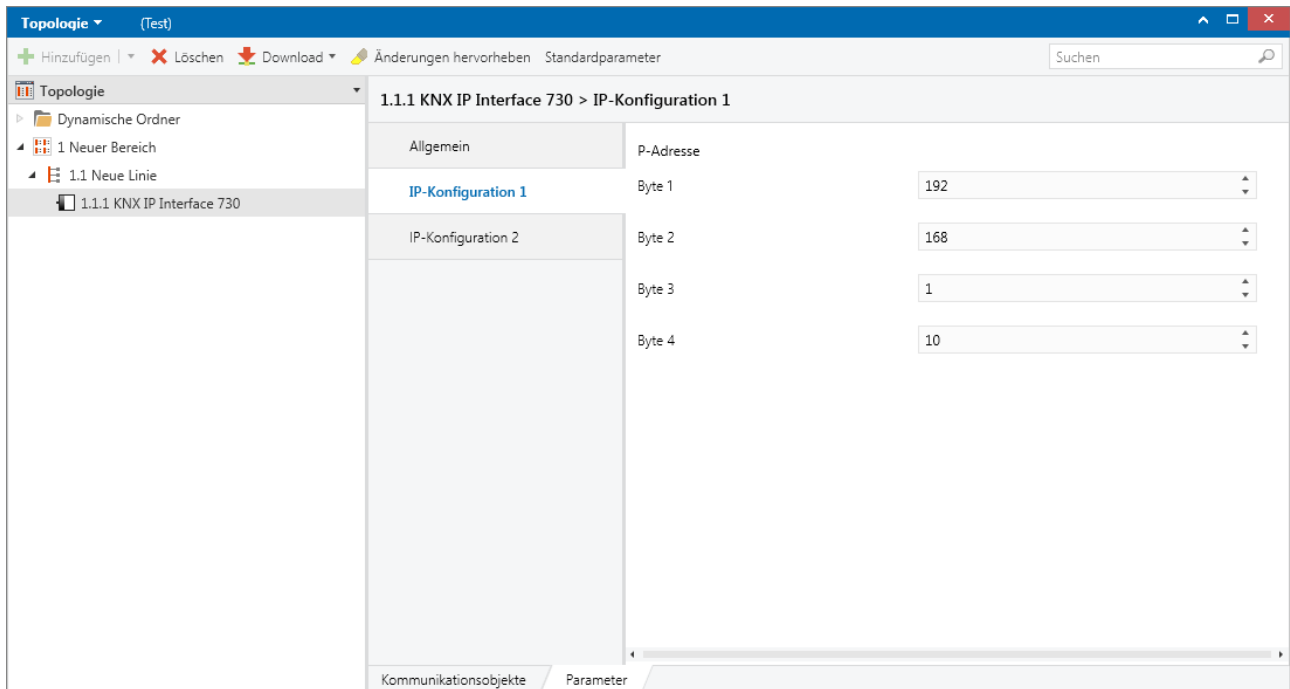 Topologie (Test)
Hinzufügen Löschen Download Änderungen hervorheben Standardparameter Suchen
Topologie
Dynamische Ordner
1 Neuer Bereich
1.1 Neue Linie
1.1.1 KNX IP Interface 730
1.1.1 KNX IP Interface 730 > IP-Konfiguration 1
Allgemein
IP-Konfiguration 1
IP-Konfiguration 2
P-Adresse
Byte 1 192
Byte 2 168
Byte 3 1
Byte 4 10
Kommunikationsobjekte Parameter